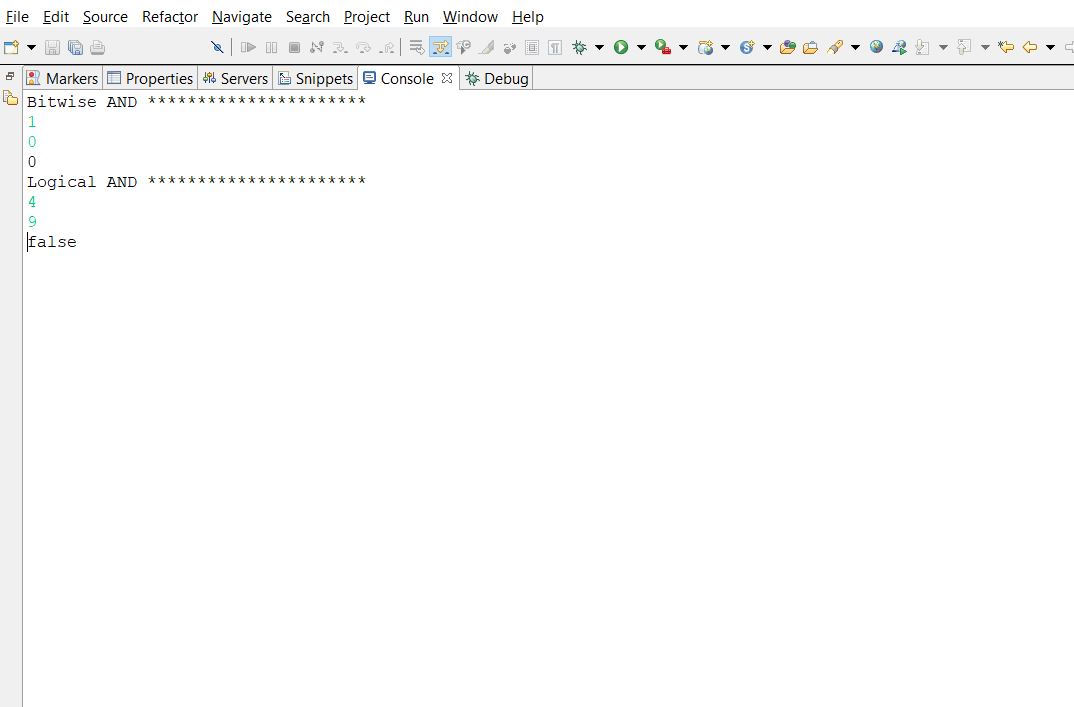 File Edit Source Refactor Navigate Search Project Run Window Help
Markers Properties Servers Snippets Console Debug
Bitwise AND **********************
1
0
0
Logical AND **********************
4
9
false